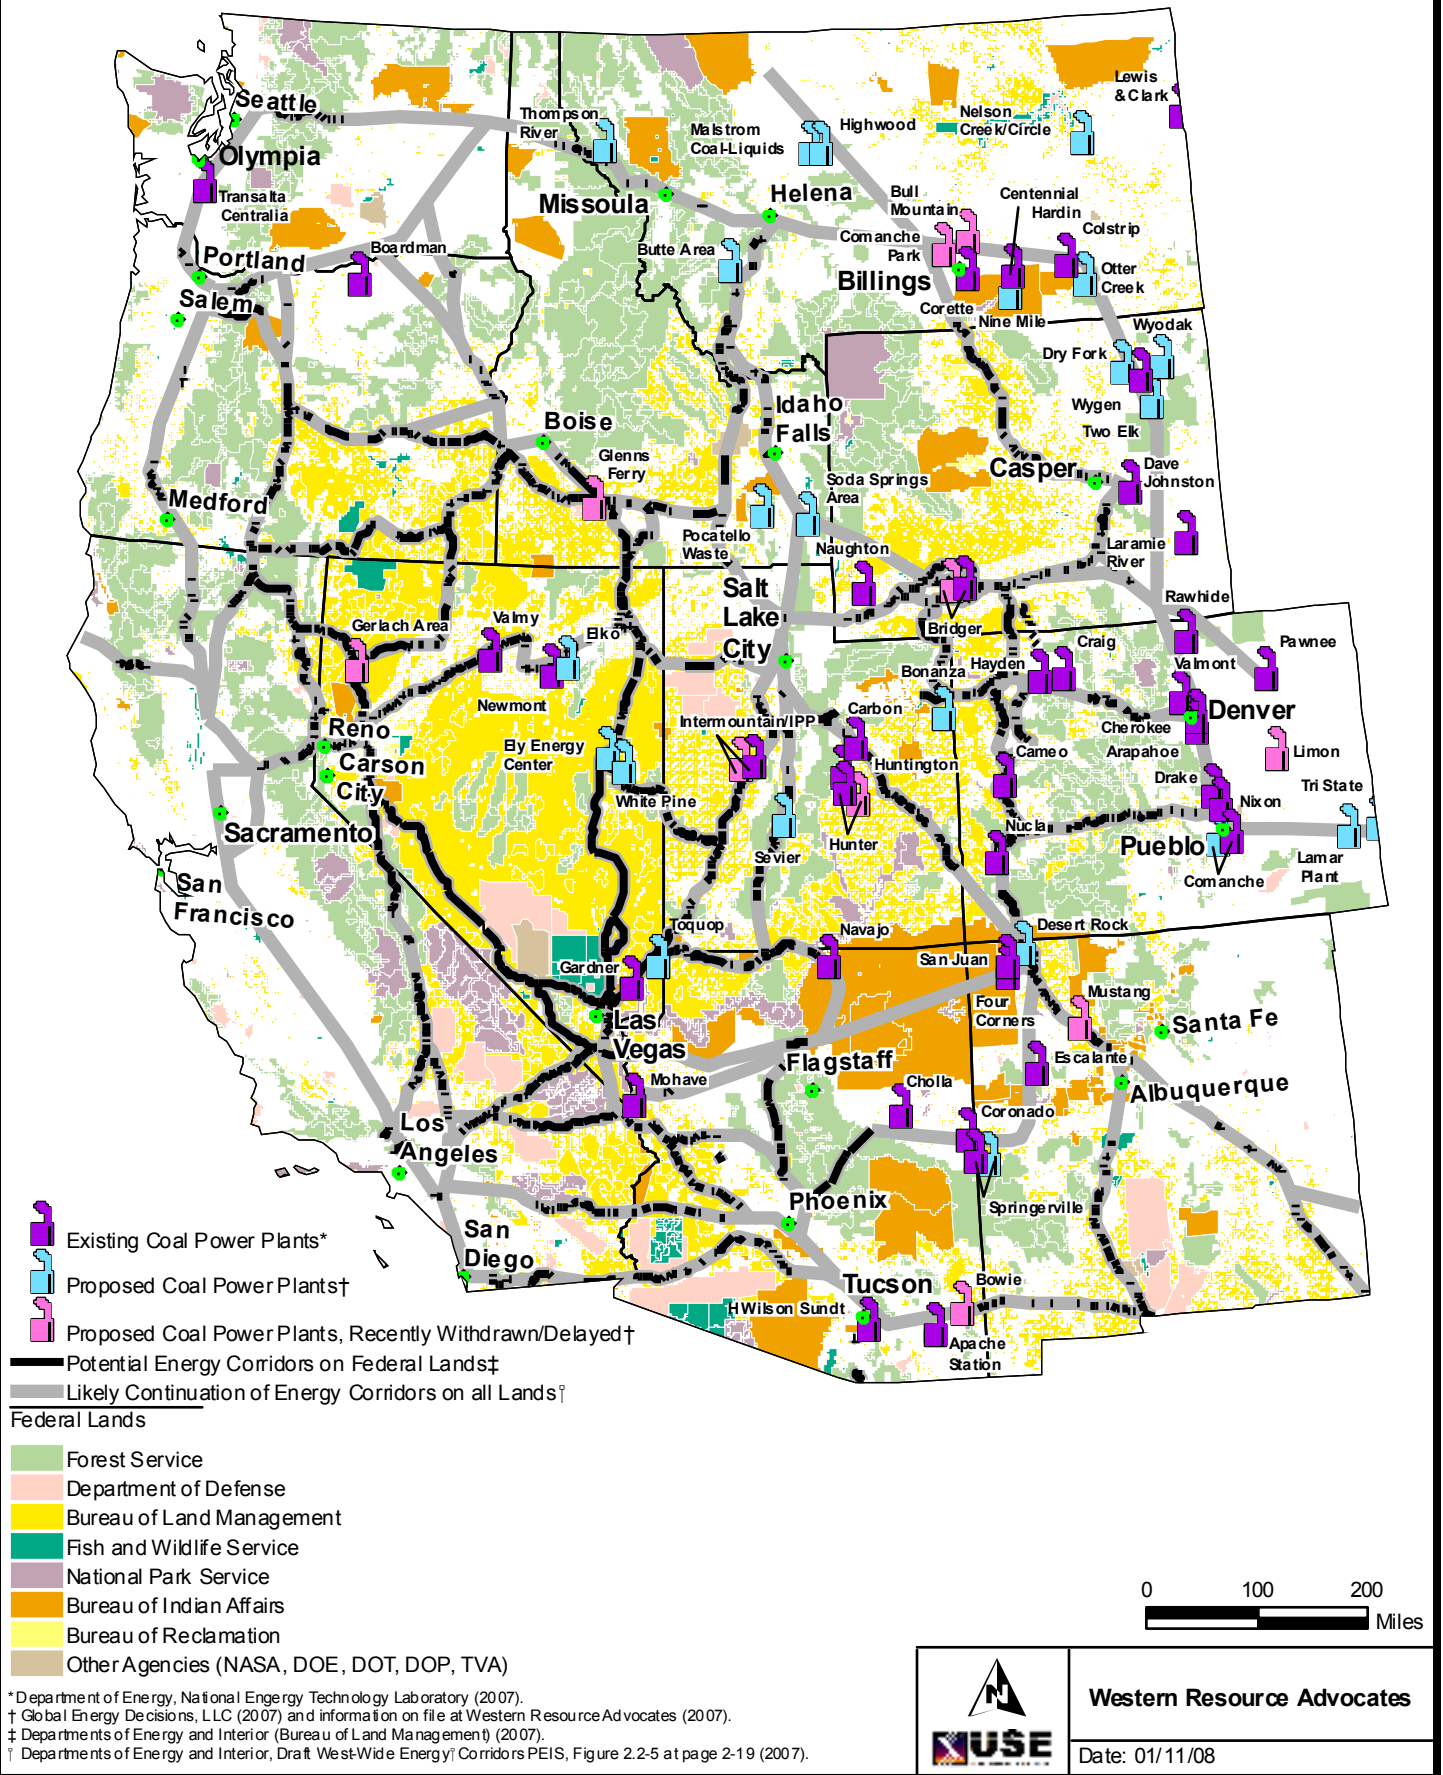 Lewis
& Clark
Seattle
Thompson
River
Malstrom
Coal-Liquids
Highwood
Nelson
Creek/Circle
Olympia
Transalta
Centralia
Missoula
Helena
Bull
Mountain
Centennial
Hardin
Colstrip
Comanche
Park
Butte Area
Boardman
Portland
Otter
Creek
Billings
Salem
Corette
Nine Mile
Wyodak
Dry Fork
Wygen
Two Elk
Idaho
Falls
Boise
Glenns
Ferry
Casper
Dave
Johnston
Soda Springs
Area
Medford
Pocatello
Waste
Naughton
Laramie
River
Salt
Lake
City
Rawhide
Gerlach Area
Valmy
Elko
Bridger
Craig
Pawnee
Hayden
Bonanza
Valmont
Newmont
Carbon
Denver
Intermountain/IPP
Cherokee
Reno
Ely Energy
Center
Cameo
Arapahoe
Limon
Carson
City
Huntington
Drake
Tri State
White Pine
Nixon
Sacramento
Nucla
Sevier
Hunter
Pueblo
Lamar
Plant
Comanche
San
Francisco
Toquop
Navajo
Desert Rock
Gardner
San Juan
Four
Corners
Mustang
Las
Vegas
Santa Fe
Flagstaff
Escalante
Mohave
Cholla
Albuquerque
Coronado
Los
Angeles
Phoenix
Springerville
San
Diego
Tucson
Bowie
H Wilson Sundt
Apache
Station
Existing Coal Power Plants*
Proposed Coal Power Plants†
Proposed Coal Power Plants, Recently Withdrawn/Delayed†
Potential Energy Corridors on Federal Lands‡
Likely Continuation of Energy Corridors on all Lands
Federal Lands
Forest Service
Department of Defense
Bureau of Land Management
Fish and Wildlife Service
National Park Service
Bureau of Indian Affairs
Bureau of Reclamation
Other Agencies (NASA, DOE, DOT, DOP, TVA)
0 100 200
Miles
* Department of Energy, National Engergy Technology Laboratory (2007).
† Global Energy Decisions, LLC (2007) and information on file at Western Resource Advocates (2007).
‡ Departments of Energy and Interior (Bureau of Land Management) (2007).
Departments of Energy and Interior, Draft West-Wide Energy Corridors PEIS, Figure 2.2-5 at page 2-19 (2007).
N
Western Resource Advocates
Date: 01/11/08